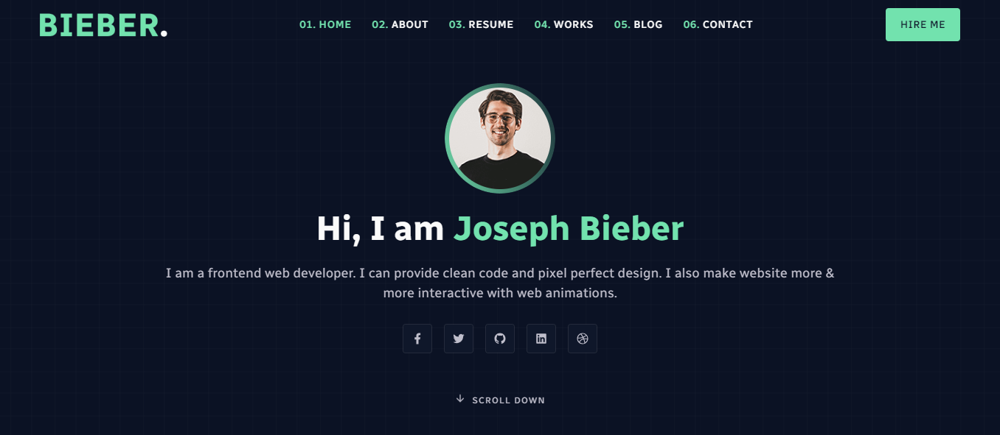 BIEBER.
01. HOME 02. ABOUT 03. RESUME 04. WORKS 05. BLOG 06. CONTACT
HIRE ME
Hi, I am Joseph Bieber
I am a frontend web developer. I can provide clean code and pixel perfect design. I also make website more &
more interactive with web animations.
SCROLL DOWN